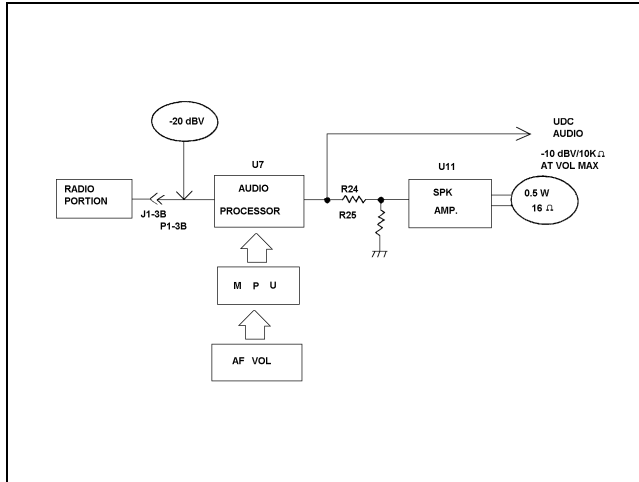 -20 dBV
UDC
AUDIO
-10 dBV/10KΩ
AT VOL MAX
U7
U11
RADIO
PORTION
J1-3B
P1-3B
AUDIO
PROCESSOR
R24
R25
SPK
AMP.
0.5 W
16 Ω
M P U
AF VOL